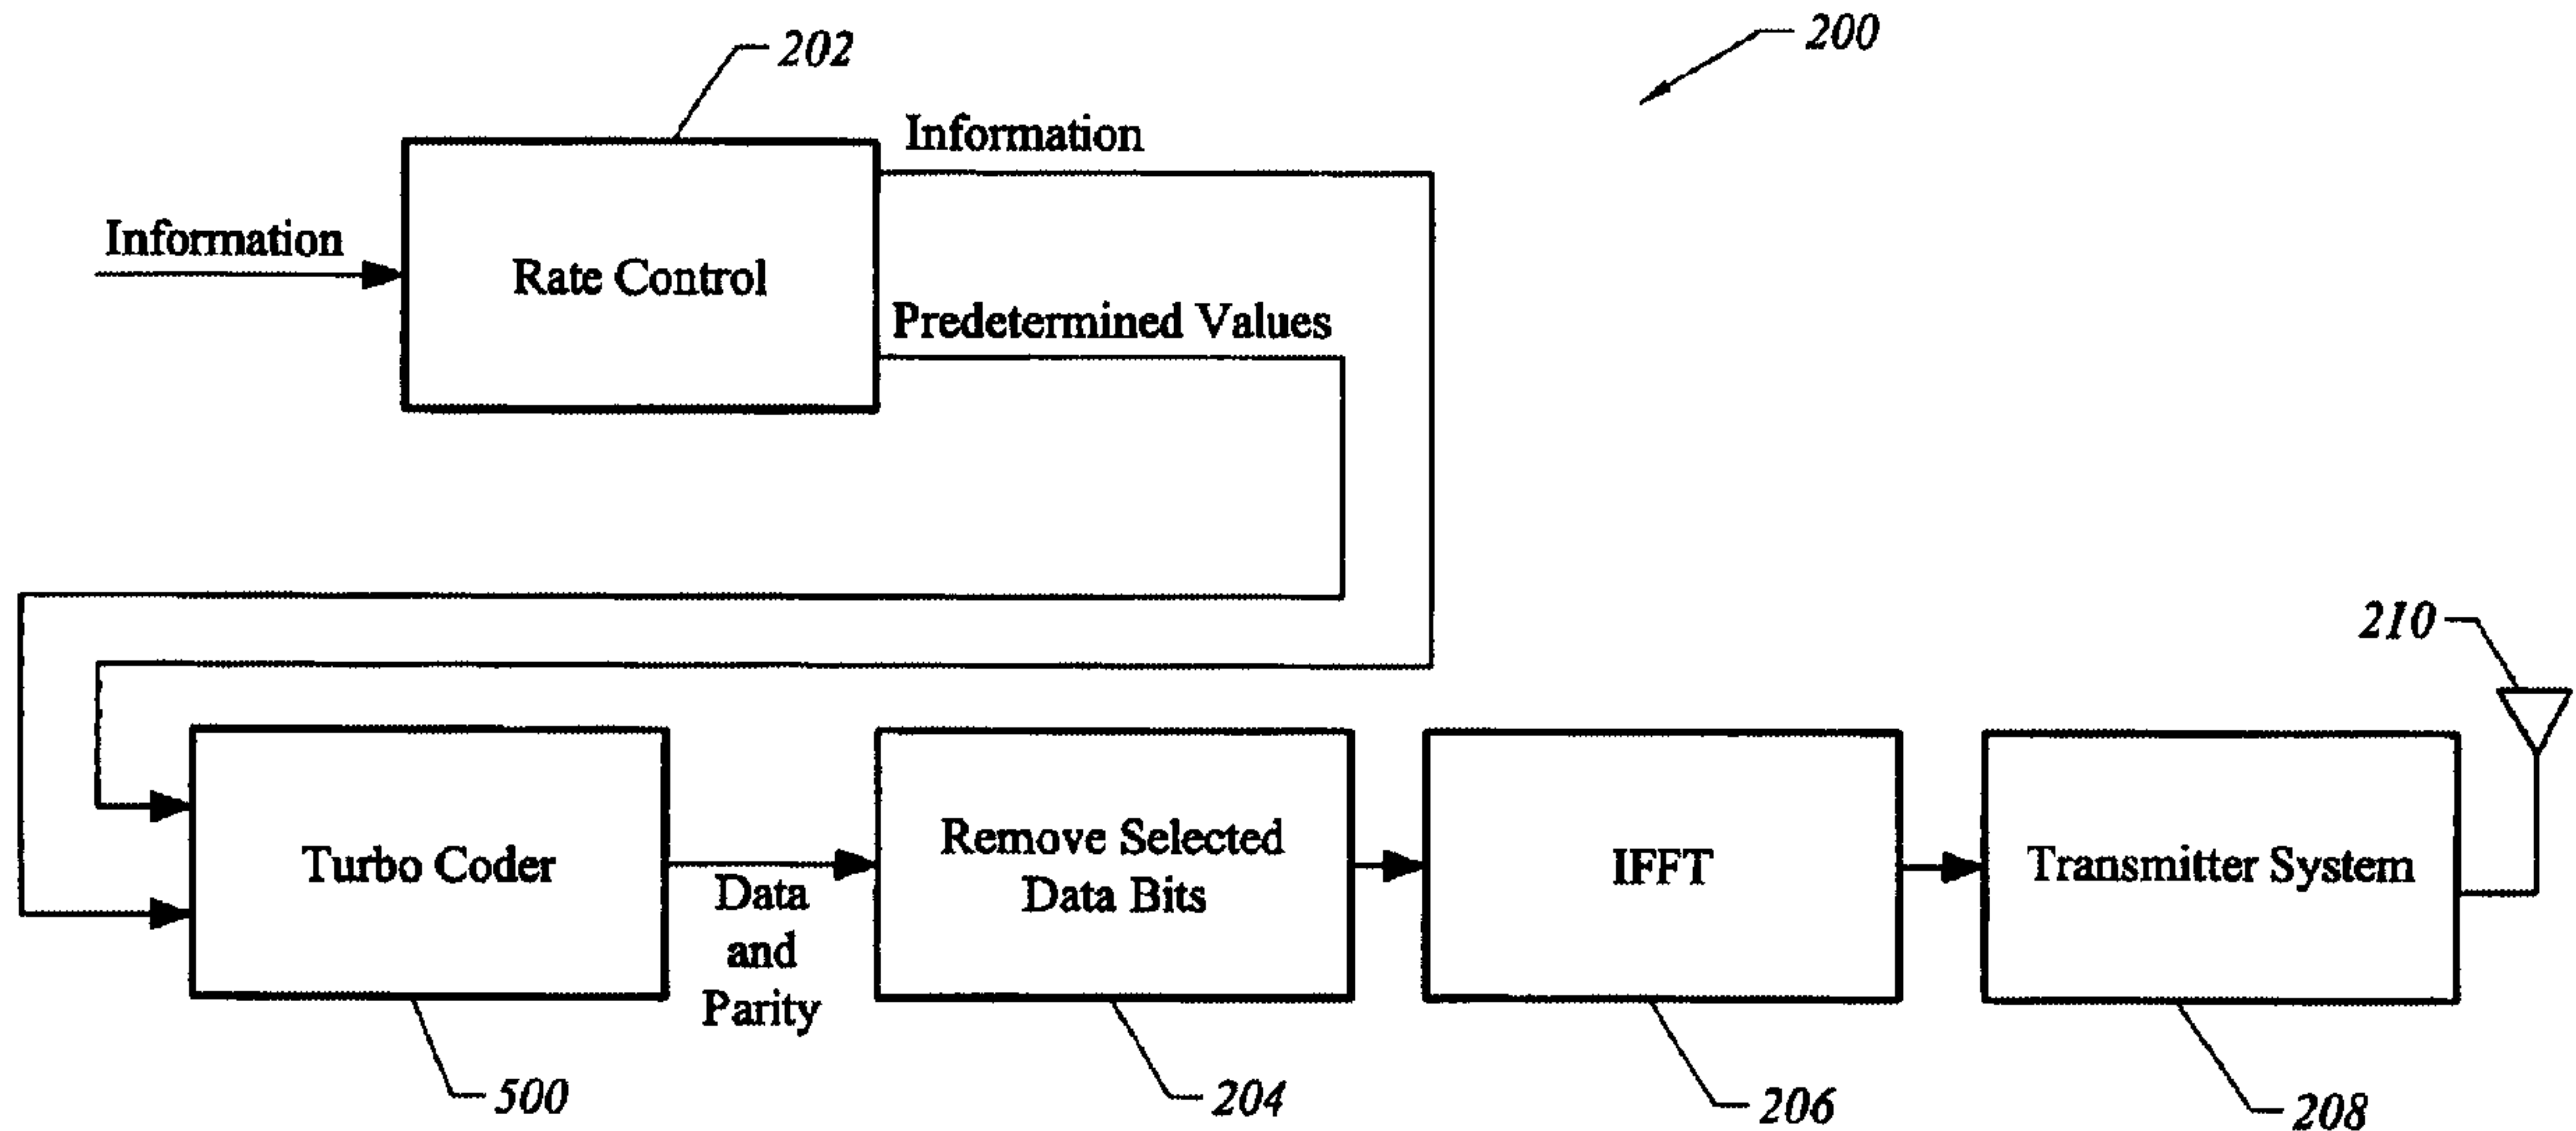 200
202
Information
Information
Rate Control
Predetermined Values
210
Turbo Coder
Data
and
Parity
Remove Selected
Data Bits
IFFT
Transmitter System
500
204
206
208